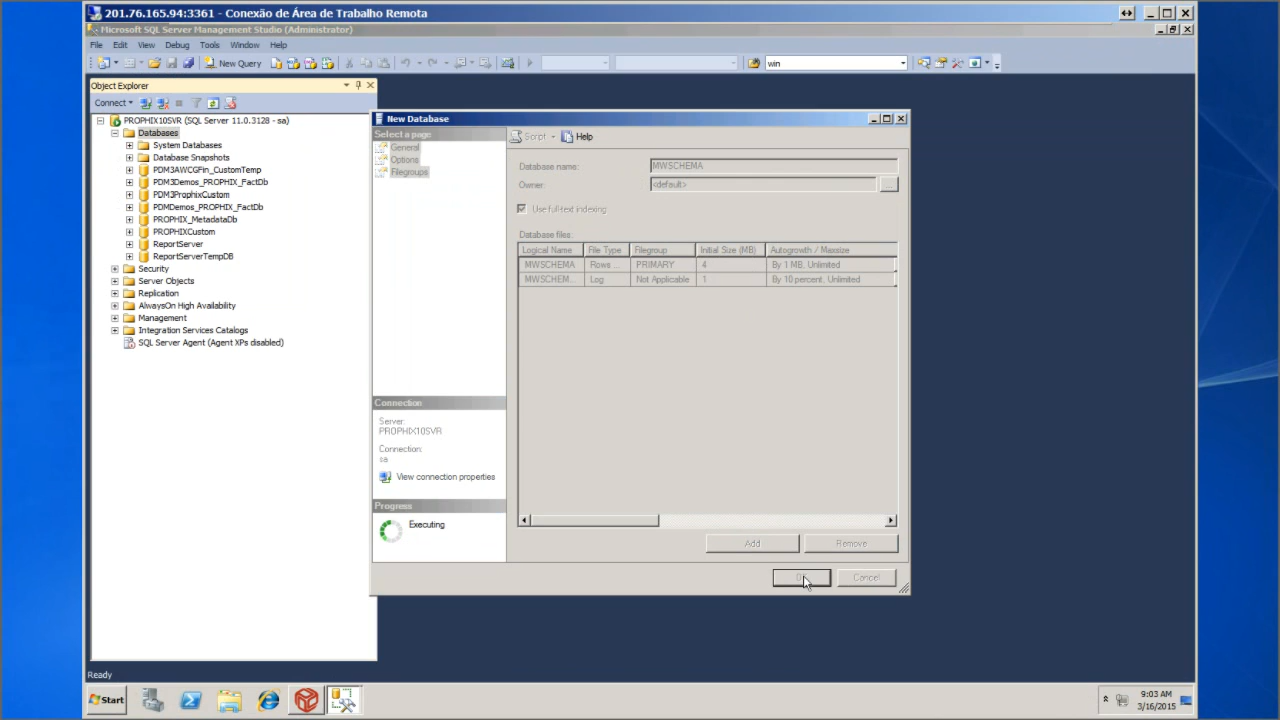 201.76.165.94:3361 - Conexão de Área de Trabalho Remota
Microsoft SQL Server Management Studio (Administrator)
File Edit View Debug Tools Window Help
New Query
win
Object Explorer
Connect
PROPHIX10SVR (SQL Server 11.0.3128 - sa)
Databases
System Databases
Database Snapshots
PDM3AWCGFin_CustomTemp
PDM3Demos_PROPHIX_FactDb
PDM3ProphixCustom
PDMDemos_PROPHIX_FactDb
PROPHIX_MetadataDb
PROPHIXCustom
ReportServer
ReportServerTempDB
Security
Server Objects
Replication
AlwaysOn High Availability
Management
Integration Services Catalogs
SQL Server Agent (Agent XPs disabled)
New Database
Select a page
General
Options
Filegroups
Script Help
Database name: MWSCHEMA
Owner: <default> ...
Use full-text indexing
Database files:
Logical Name File Type Filegroup Initial Size (MB) Autogrowth / Maxsize
MWSCHEMA Rows ... PRIMARY 4 By 1 MB, Unlimited
MWSCHEM... Log Not Applicable 1 By 10 percent, Unlimited
Connection
Server:
PROPHIX10SVR
Connection:
sa
View connection properties
Progress
Executing
Add Remove
Cancel
Ready
Start
9:03 AM
3/16/2015